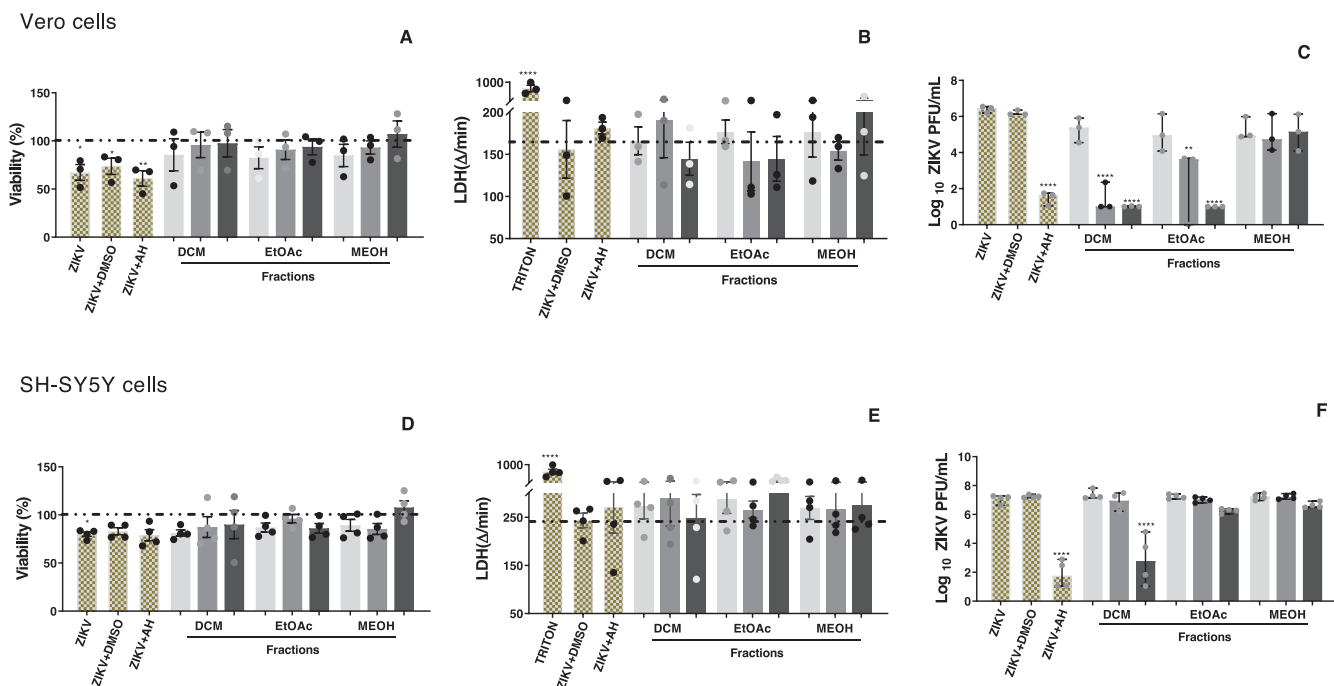 Vero cells
A
Viability (%)
150
100
50
0
*
*
**
ZIKV
ZIKV+DMSO
ZIKV+AH
DCM
EtOAc
MEOH
Fractions
B
LDH(Δ/min)
1000
200
150
100
50
****
TRITON
ZIKV+DMSO
ZIKV+AH
DCM
EtOAc
MEOH
Fractions
C
Log 10 ZIKV PFU/mL
6
4
2
0
****
****
****
**
****
ZIKV
ZIKV+DMSO
ZIKV+AH
DCM
EtOAc
MEOH
Fractions
SH-SY5Y cells
D
Viability (%)
150
100
50
0
*
ZIKV
ZIKV+DMSO
ZIKV+AH
DCM
EtOAc
MEOH
Fractions
E
LDH(Δ/min)
1000
250
150
50
****
TRITON
ZIKV+DMSO
ZIKV+AH
DCM
EtOAc
MEOH
Fractions
F
Log 10 ZIKV PFU/mL
10
8
6
4
2
0
****
****
ZIKV
ZIKV+DMSO
ZIKV+AH
DCM
EtOAc
MEOH
Fractions